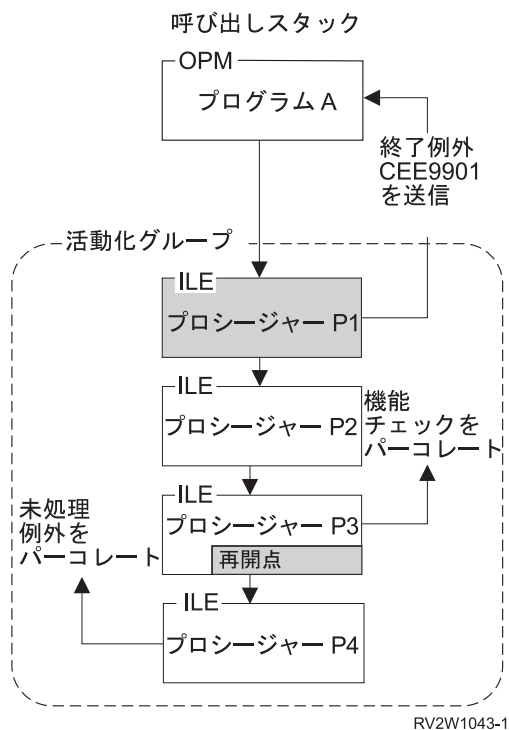 呼び出しスタック
OPM
プログラム A
終了例外
CEE9901
を送信
活動化グループ
ILE
プロシージャー P1
ILE
プロシージャー P2
機能
チェックを
パーコレート
ILE
プロシージャー P3
再開点
未処理
例外を
パーコレート
ILE
プロシージャー P4
RV2W1043-1